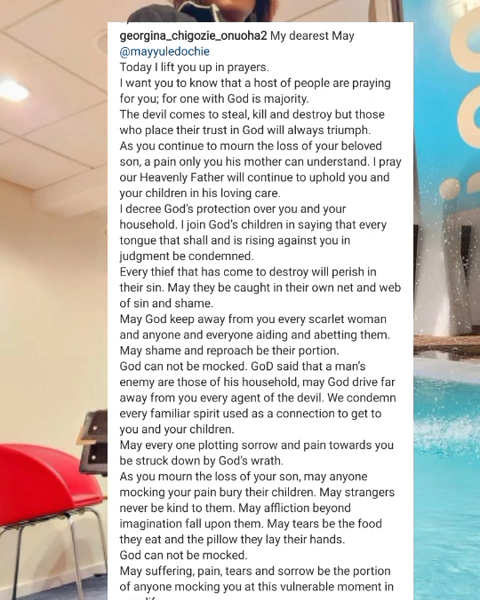 georgina_chigozie_onuoha2 My dearest May
@mayyuledochie
Today I lift you up in prayers.
I want you to know that a host of people are praying
for you; for one with God is majority.
The devil comes to steal, kill and destroy but those
who place their trust in God will always triumph.
As you continue to mourn the loss of your beloved
son, a pain only you his mother can understand. I pray
our Heavenly Father will continue to uphold you and
your children in his loving care.
I decree God's protection over you and your
household. I join God's children in saying that every
tongue that shall and is rising against you in
judgment be condemned.
Every thief that has come to destroy will perish in
their sin. May they be caught in their own net and web
of sin and shame.
May God keep away from you every scarlet woman
and anyone and everyone aiding and abetting them.
May shame and reproach be their portion.
God can not be mocked. GoD said that a man's
enemy are those of his household, may God drive far
away from you every agent of the devil. We condemn
every familiar spirit used as a connection to get to
you and your children.
May every one plotting sorrow and pain towards you
be struck down by God's wrath.
As you mourn the loss of your son, may anyone
mocking your pain bury their children. May strangers
never be kind to them. May affliction beyond
imagination fall upon them. May tears be the food
they eat and the pillow they lay their hands.
God can not be mocked.
May suffering, pain, tears and sorrow be the portion
of anyone mocking you at this vulnerable moment in